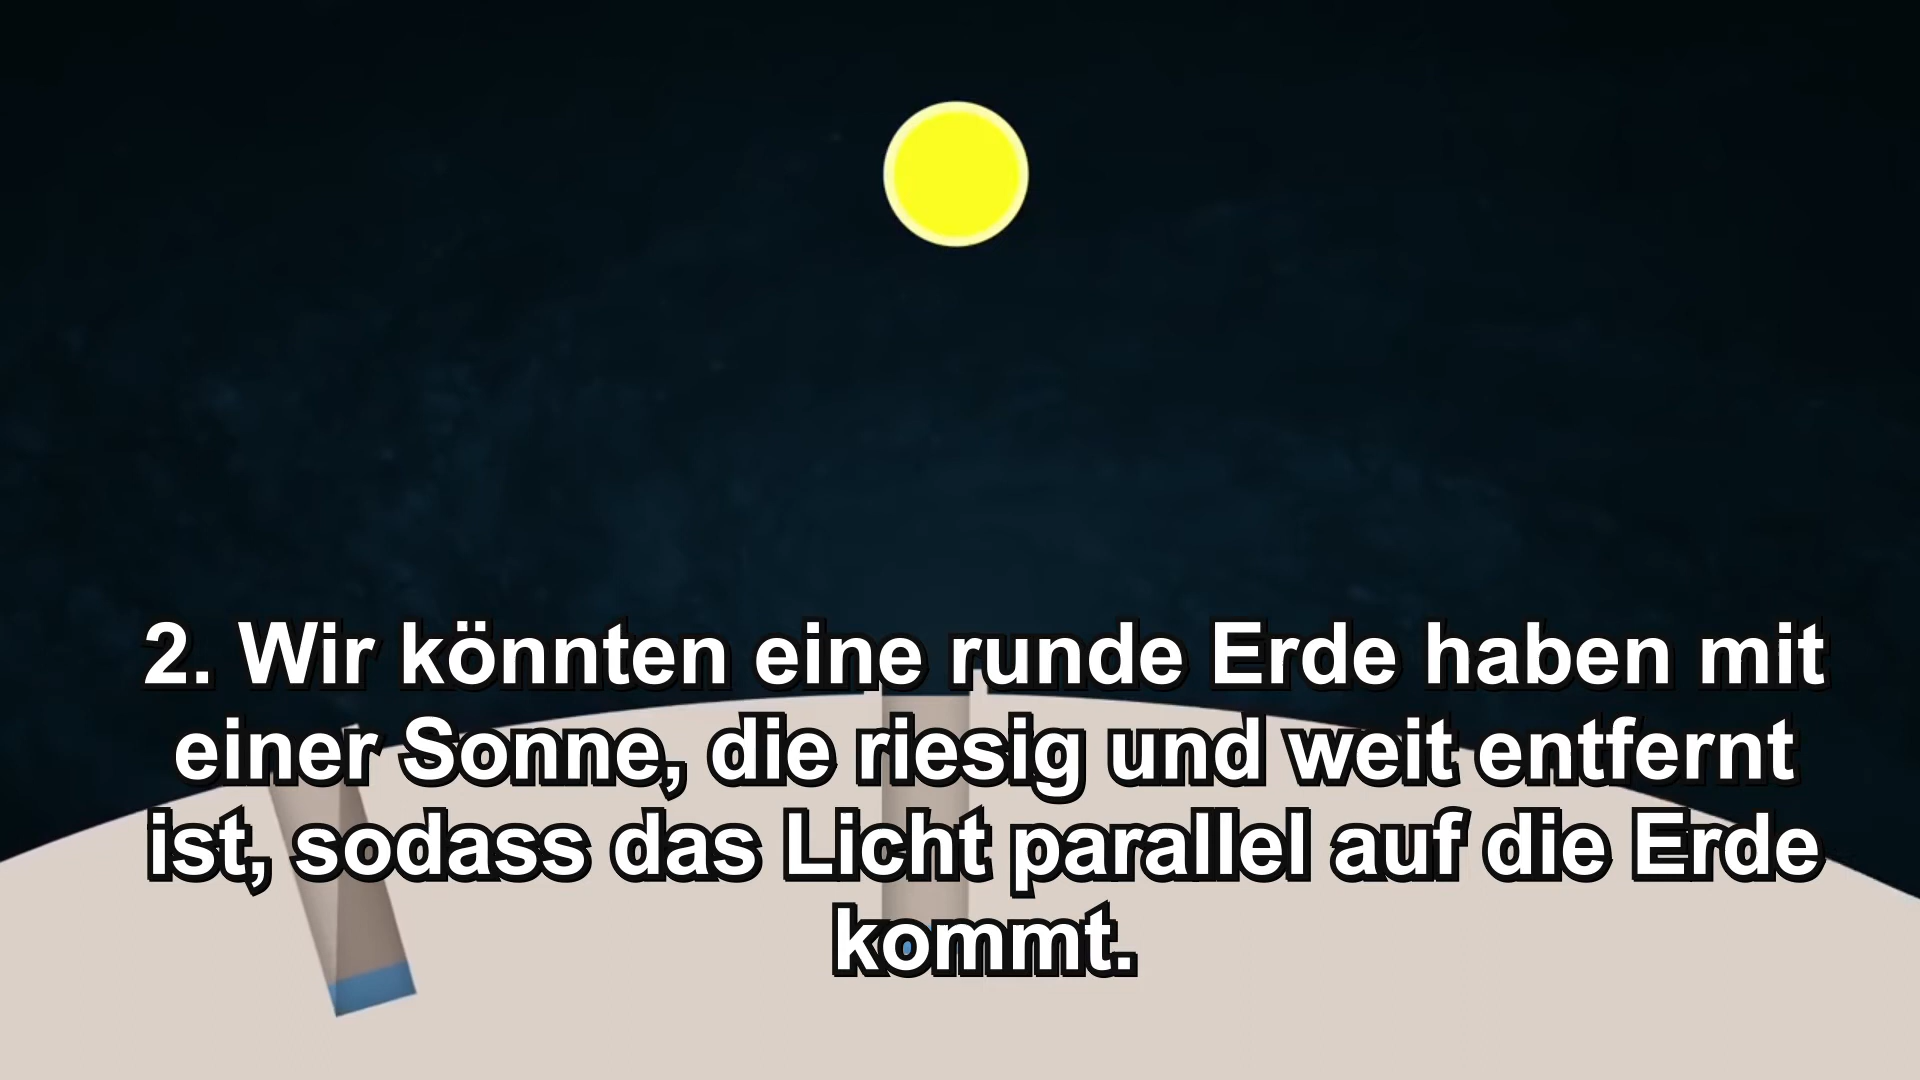 2. Wir könnten eine runde Erde haben mit
einer Sonne, die riesig und weit entfernt
ist, sodass das Licht parallel auf die Erde
kommt.